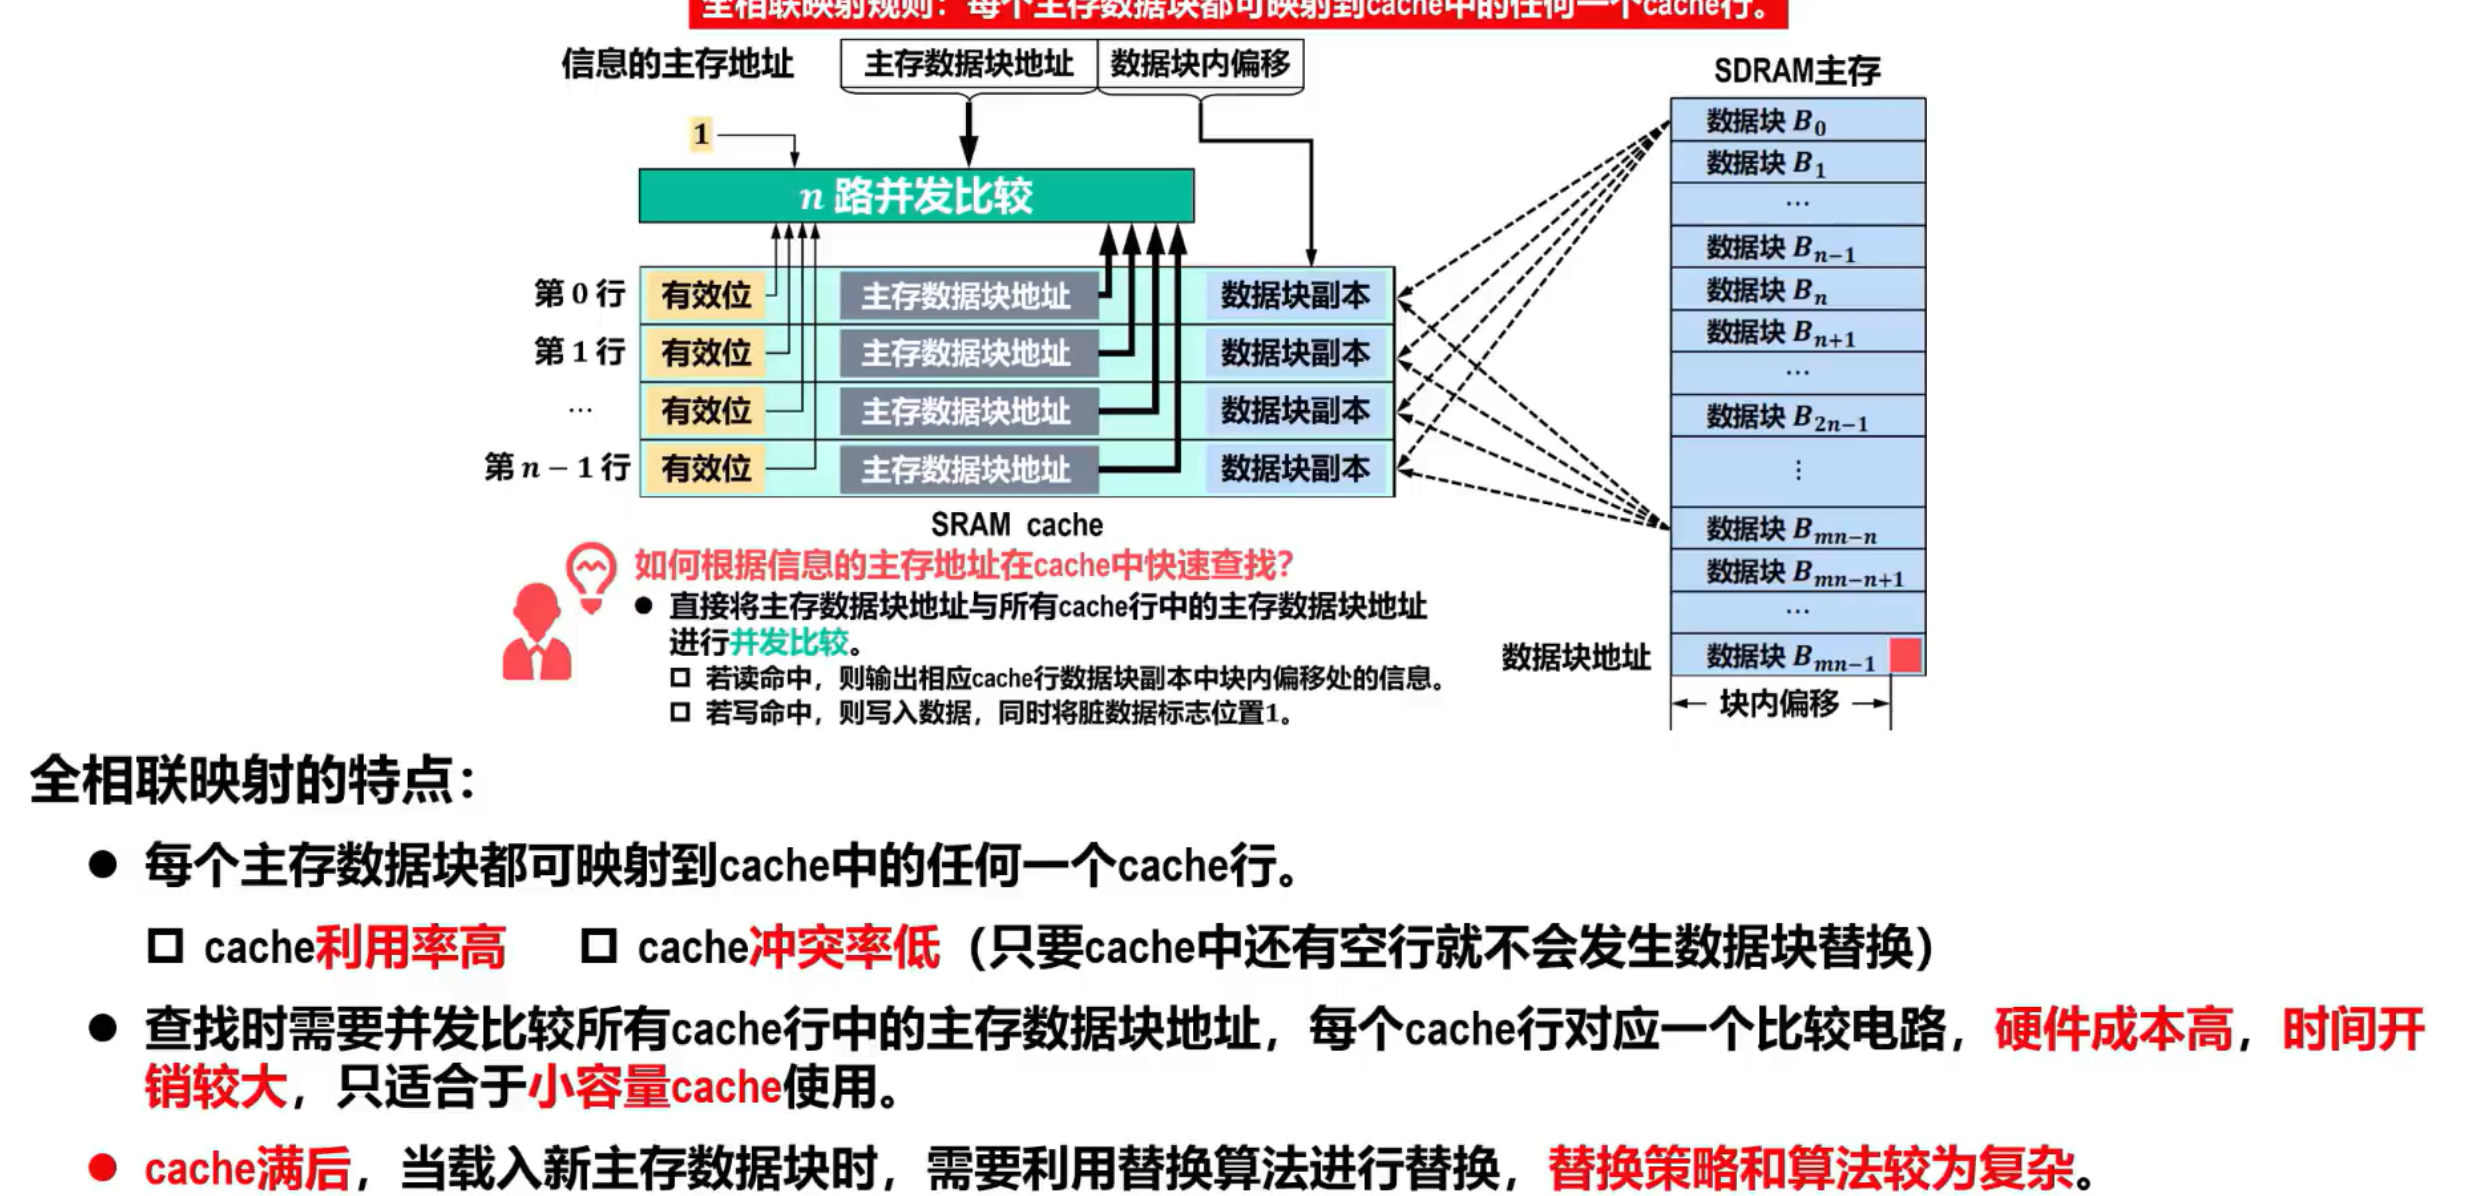 全相联映射规则：每个主存数据块都可映射到cache中的任何一个cache行。
信息的主存地址 主存数据块地址 数据块内偏移
SDRAM主存
1
n 路并发比较
第 0 行 有效位 主存数据块地址 数据块副本
第 1 行 有效位 主存数据块地址 数据块副本
… 有效位 主存数据块地址 数据块副本
第 n − 1 行 有效位 主存数据块地址 数据块副本
SRAM cache
数据块 B0
数据块 B1
…
数据块 Bn−1
数据块 Bn
数据块 Bn+1
…
数据块 B2n−1
⋮
数据块 Bmn−n
数据块 Bmn−n+1
…
数据块地址 数据块 Bmn−1
块内偏移
如何根据信息的主存地址在cache中快速查找？
● 直接将主存数据块地址与所有cache行中的主存数据块地址
进行并发比较。
□ 若读命中，则输出相应cache行数据块副本中块内偏移处的信息。
□ 若写命中，则写入数据，同时将脏数据标志位置1。
全相联映射的特点：
● 每个主存数据块都可映射到cache中的任何一个cache行。
□ cache利用率高 □ cache冲突率低（只要cache中还有空行就不会发生数据块替换）
● 查找时需要并发比较所有cache行中的主存数据块地址，每个cache行对应一个比较电路，硬件成本高，时间开
销较大，只适合于小容量cache使用。
● cache满后，当载入新主存数据块时，需要利用替换算法进行替换，替换策略和算法较为复杂。